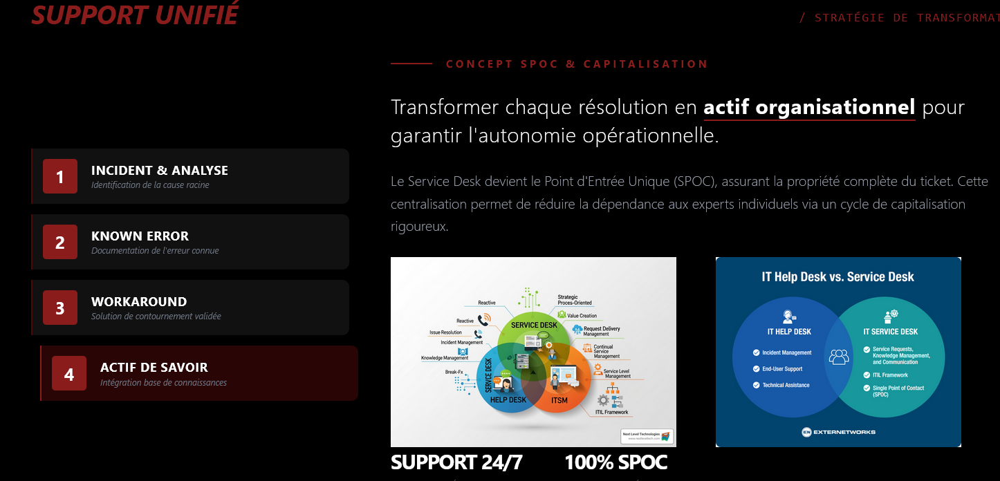 SUPPORT UNIFIÉ
/ STRATÉGIE DE TRANSFORMAT
CONCEPT SPOC & CAPITALISATION
Transformer chaque résolution en actif organisationnel pour
garantir l'autonomie opérationnelle.
Le Service Desk devient le Point d'Entrée Unique (SPOC), assurant la propriété complète du ticket. Cette
centralisation permet de réduire la dépendance aux experts individuels via un cycle de capitalisation
rigoureux.
1
INCIDENT & ANALYSE
Identification de la cause racine
2
KNOWN ERROR
Documentation de l'erreur connue
3
WORKAROUND
Solution de contournement validée
4
ACTIF DE SAVOIR
Intégration base de connaissances
Reactive
Reactive
Issue Resolution
Incident Management
Knowledge Management
Break-Fx
Strategic
Proces-Oriented
Value Creation
Request Delivery
Management
Continual
Service
Management
Service Level
Management
ITIL Framework
SERVICE DESK
SERVICE DESK
HELP DESK
ITSM
Next Level Technologies
www.nextleveltech.com
IT Help Desk vs. Service Desk
IT HELP DESK
Incident Management
End-User Support
Technical Assistance
IT SERVICE DESK
Service Requests,
Knowledge Management,
and Communication
ITIL Framework
Single Point of Contact
(SPOC)
EN EXTERNETWORKS
SUPPORT 24/7
100% SPOC